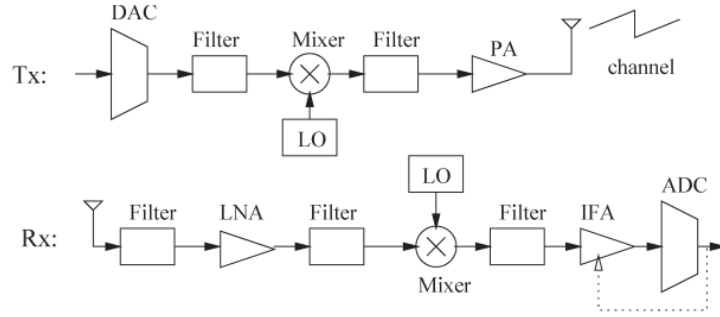 DAC
Filter
Mixer
Filter
PA
Tx:
channel
LO
LO
ADC
Rx:
Filter
LNA
Filter
Filter
IFA
Mixer